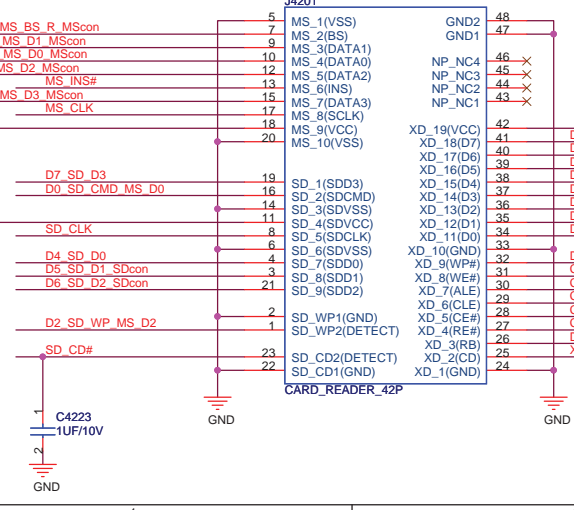 J4201
5 MS_1(VSS) GND2 48
MS_BS_R_MScon 7 MS_2(BS) GND1 47
MS_D1_MScon 9 MS_3(DATA1)
MS_D0_MScon 10 MS_4(DATA0) NP_NC4 46
MS_D2_MScon 12 MS_5(DATA2) NP_NC3 45
MS_INS# 13 MS_6(INS) NP_NC2 44
MS_D3_MScon 15 MS_7(DATA3) NP_NC1 43
MS_CLK 17 MS_8(SCLK)
18 MS_9(VCC) XD_19(VCC) 42
20 MS_10(VSS) XD_18(D7) 41
XD_17(D6) 40
XD_16(D5) 39
D7_SD_D3 19 SD_1(SDD3) XD_15(D4) 38
D0_SD_CMD_MS_D0 16 SD_2(SDCMD) XD_14(D3) 37
14 SD_3(SDVSS) XD_13(D2) 36
11 SD_4(SDVCC) XD_12(D1) 35
SD_CLK 8 SD_5(SDCLK) XD_11(D0) 34
6 SD_6(SDVSS) XD_10(GND) 33
D4_SD_D0 4 SD_7(SDD0) XD_9(WP#) 32
D5_SD_D1_SDcon 3 SD_8(SDD1) XD_8(WE#) 31
D6_SD_D2_SDcon 21 SD_9(SDD2) XD_7(ALE) 30
XD_6(CLE) 29
2 SD_WP1(GND) XD_5(CE#) 28
D2_SD_WP_MS_D2 1 SD_WP2(DETECT) XD_4(RE#) 27
XD_3(RB) 26
SD_CD# 23 SD_CD2(DETECT) XD_2(CD) 25
22 SD_CD1(GND) XD_1(GND) 24
CARD_READER_42P
GND
GND
1
C4223
1UF/10V
2
GND